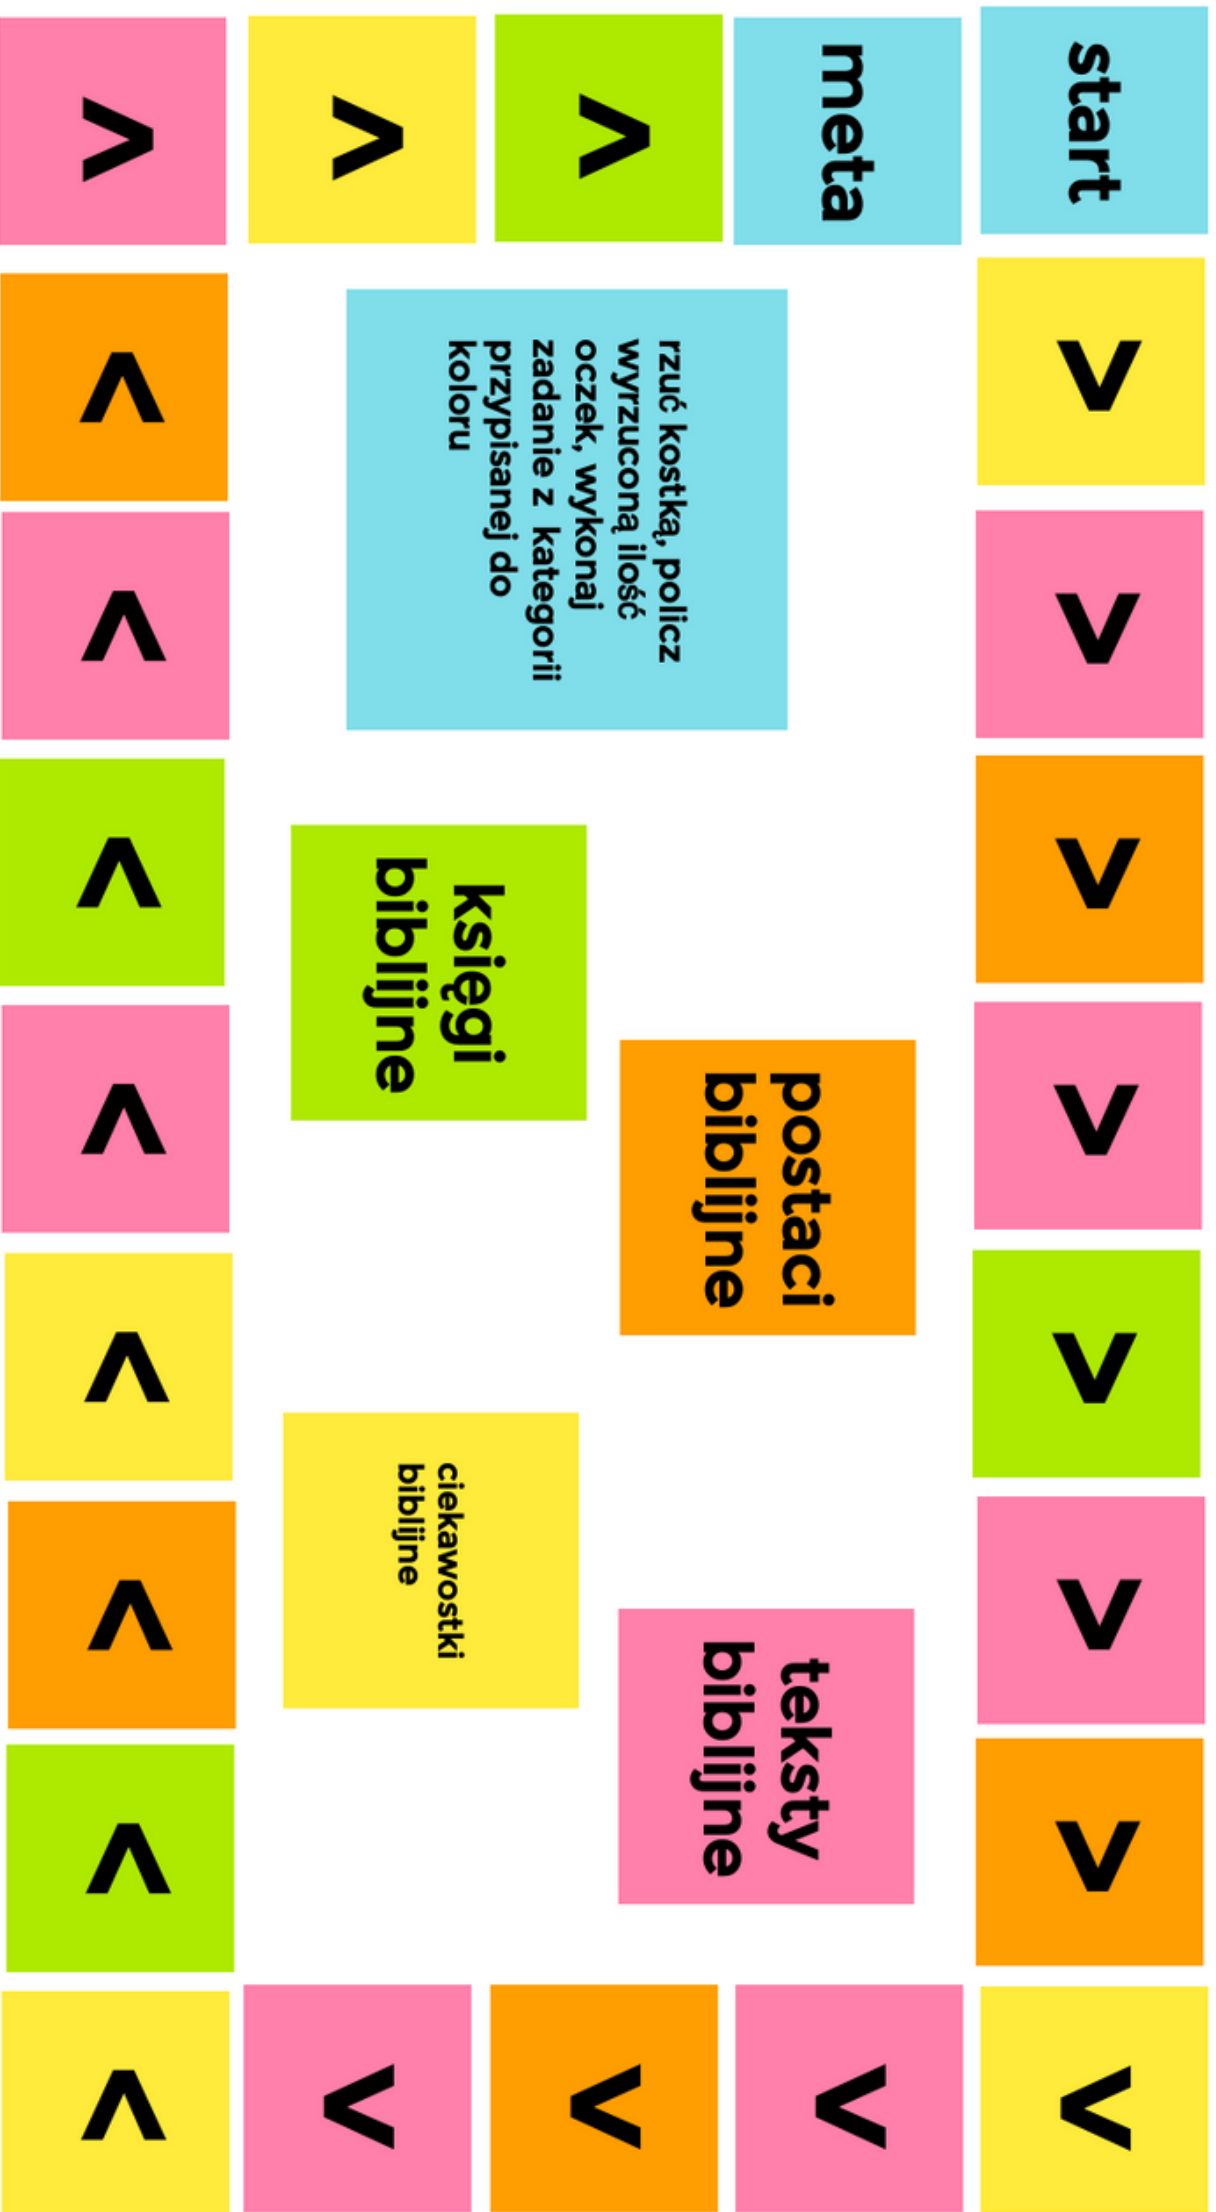 start > > > > > > > v
meta
v
rzuć kostką, policz
wyrzuconą ilość
oczek, wykonaj
zadanie z kategorii
przypisanej do
koloru
postaci
biblijne
teksty
biblijne
^
v
księgi
biblijne
ciekawostki
biblijne
^
v
^ < < < < < < < <